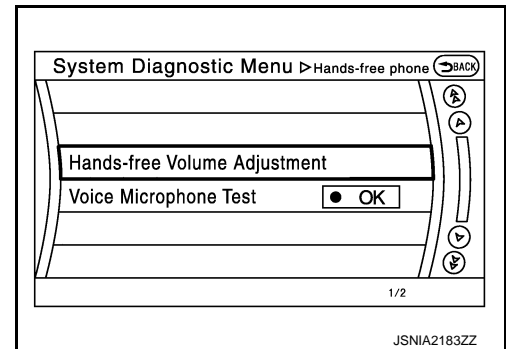 System Diagnostic Menu ▷Hands-free phone BACK
Hands-free Volume Adjustment
Voice Microphone Test ● OK
1/2
JSNIA2183ZZ